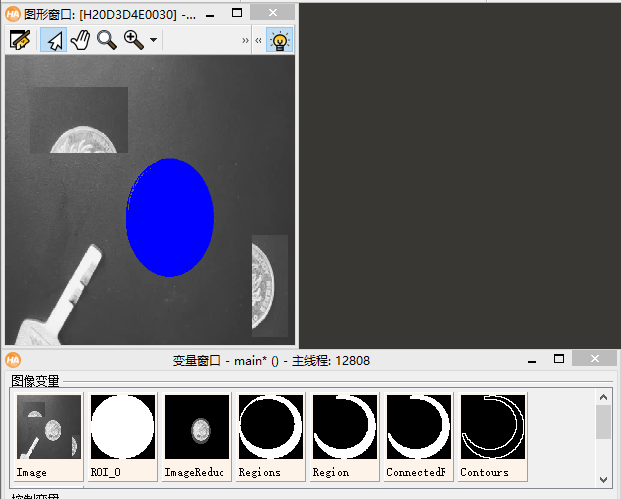 图形窗口: [H20D3D4E0030] -...
变量窗口 - main* () - 主线程: 12808
图像变量
Image ROI_0 ImageReduc Regions Region ConnectedF Contours